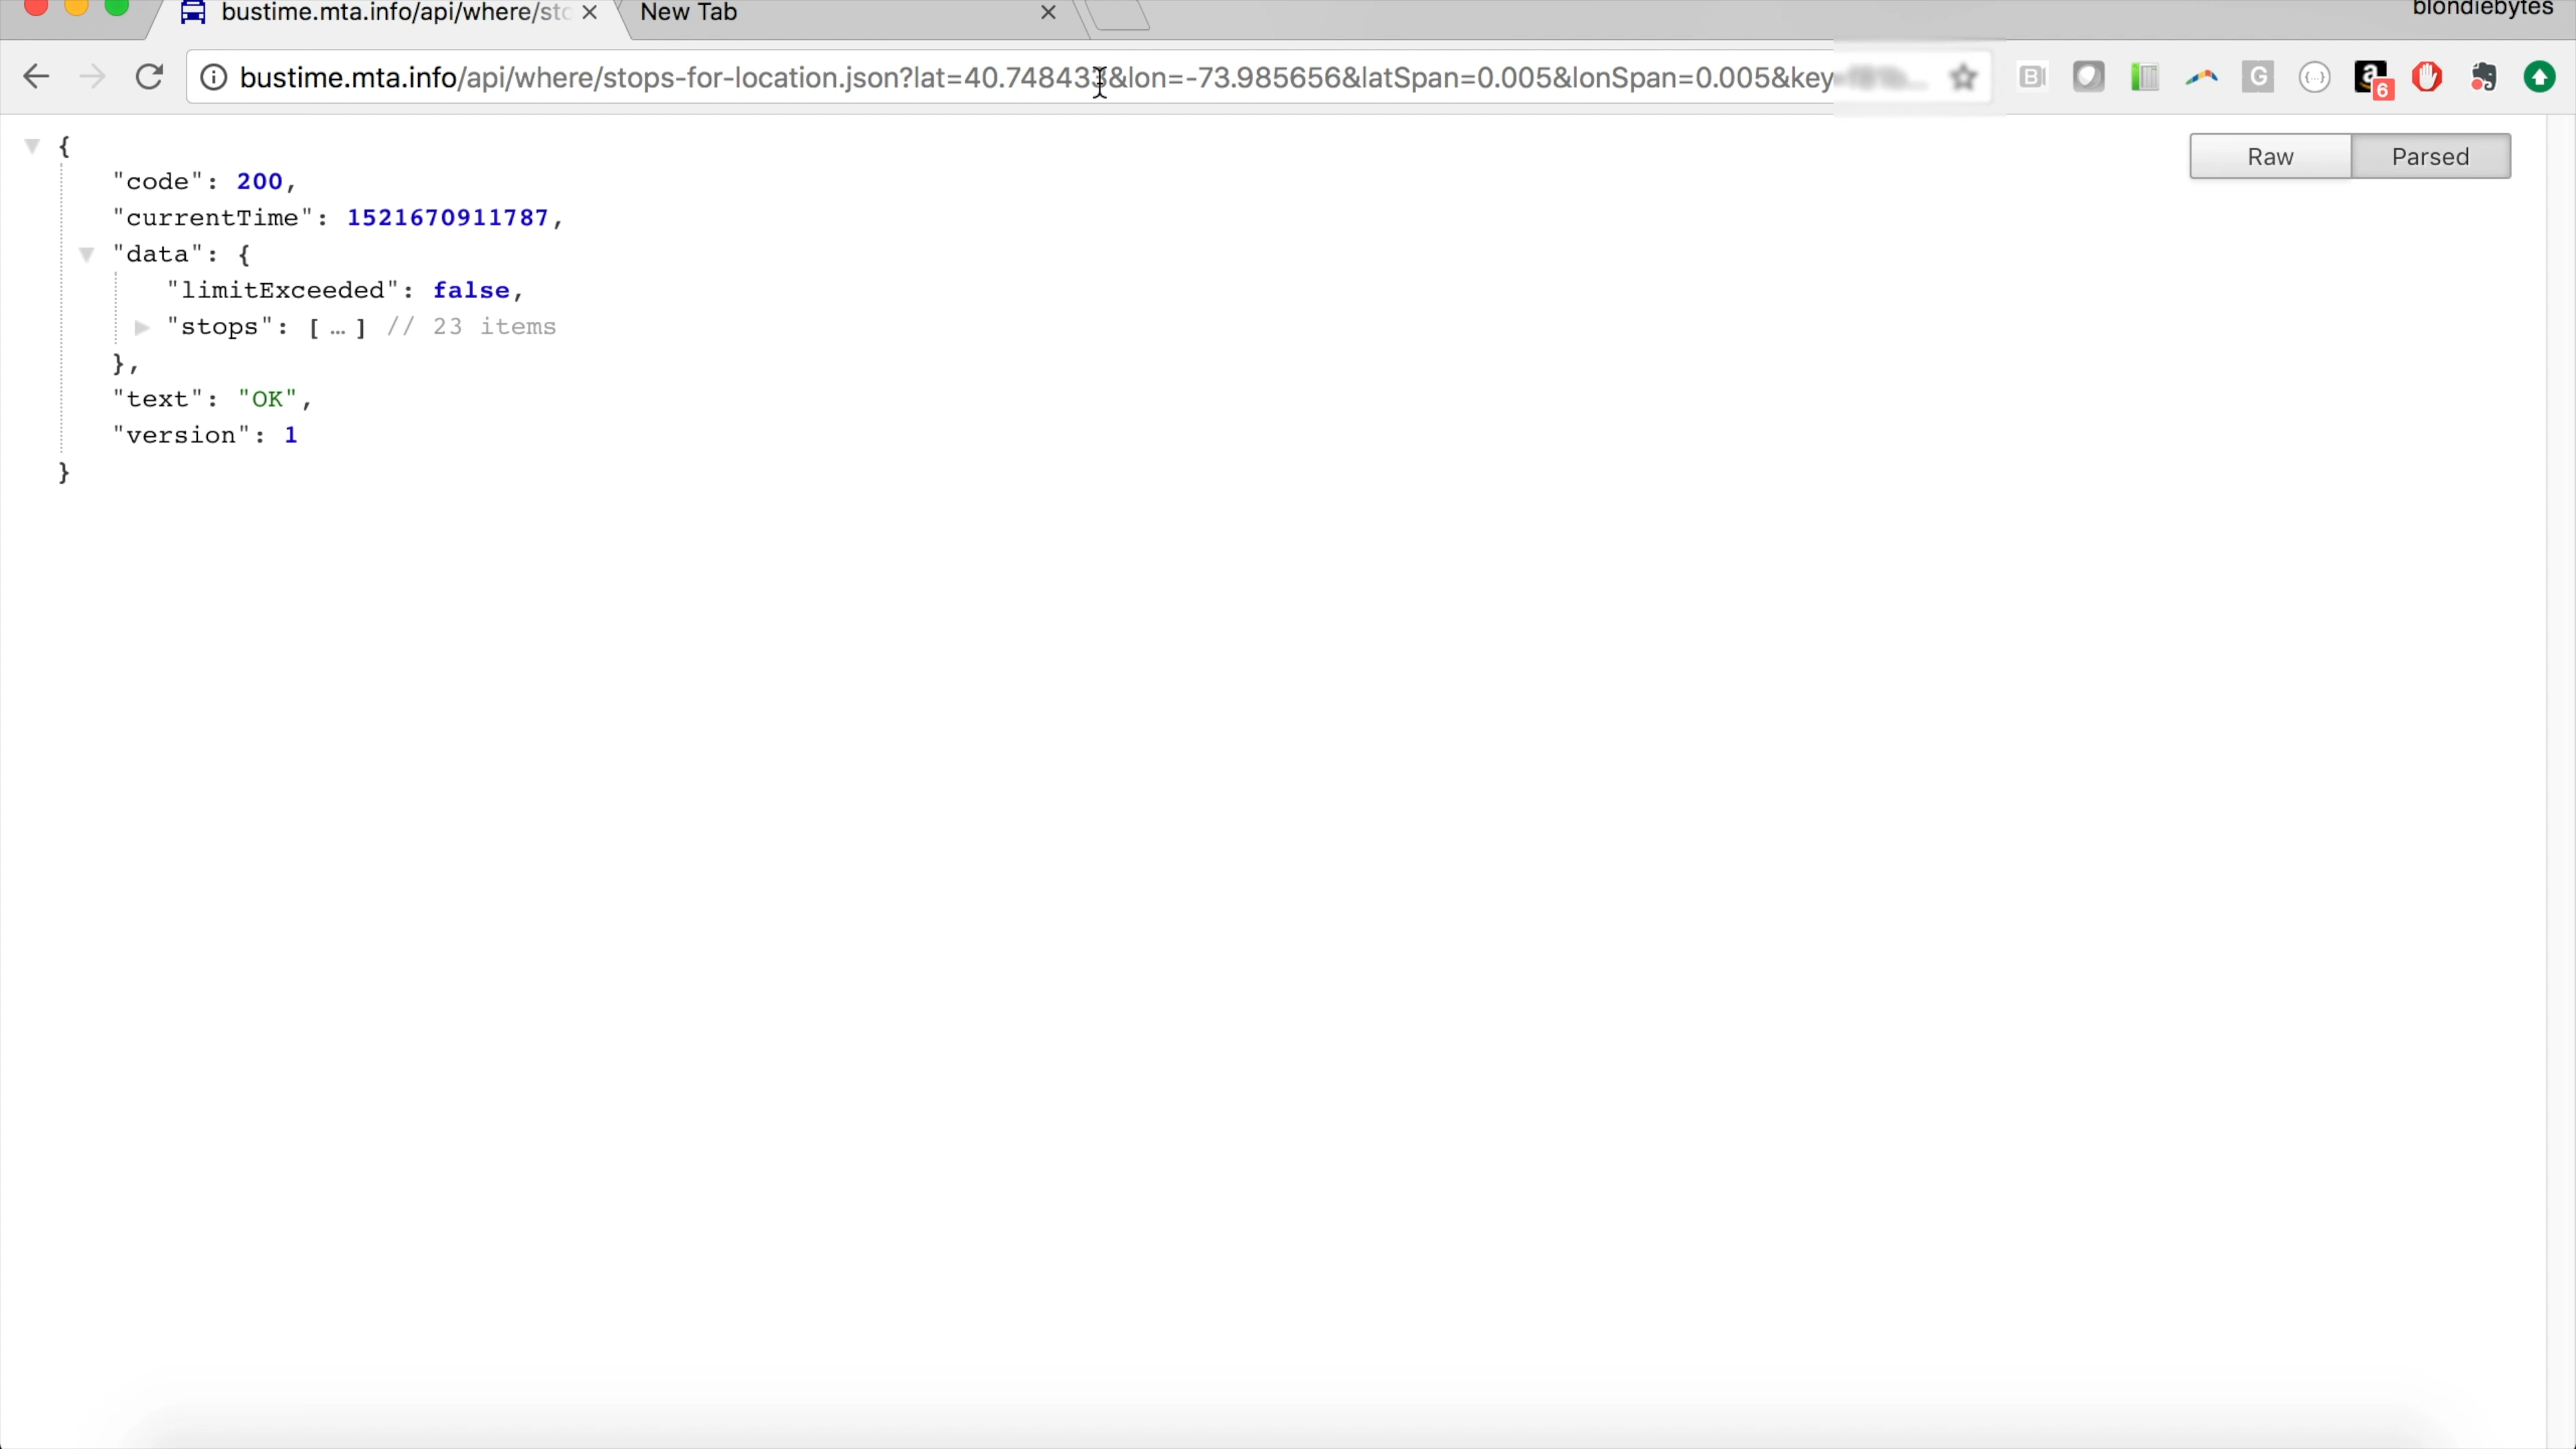 bustime.mta.info/api/where/sto
New Tab
blondiebytes
bustime.mta.info/api/where/stops-for-location.json?lat=40.748433&lon=-73.985656&latSpan=0.005&lonSpan=0.005&key
B
G
{...}
a
6
Raw
Parsed
{
"code": 200,
"currentTime": 1521670911787,
"data": {
"limitExceeded": false,
"stops": [ … ] // 23 items
},
"text": "OK",
"version": 1
}